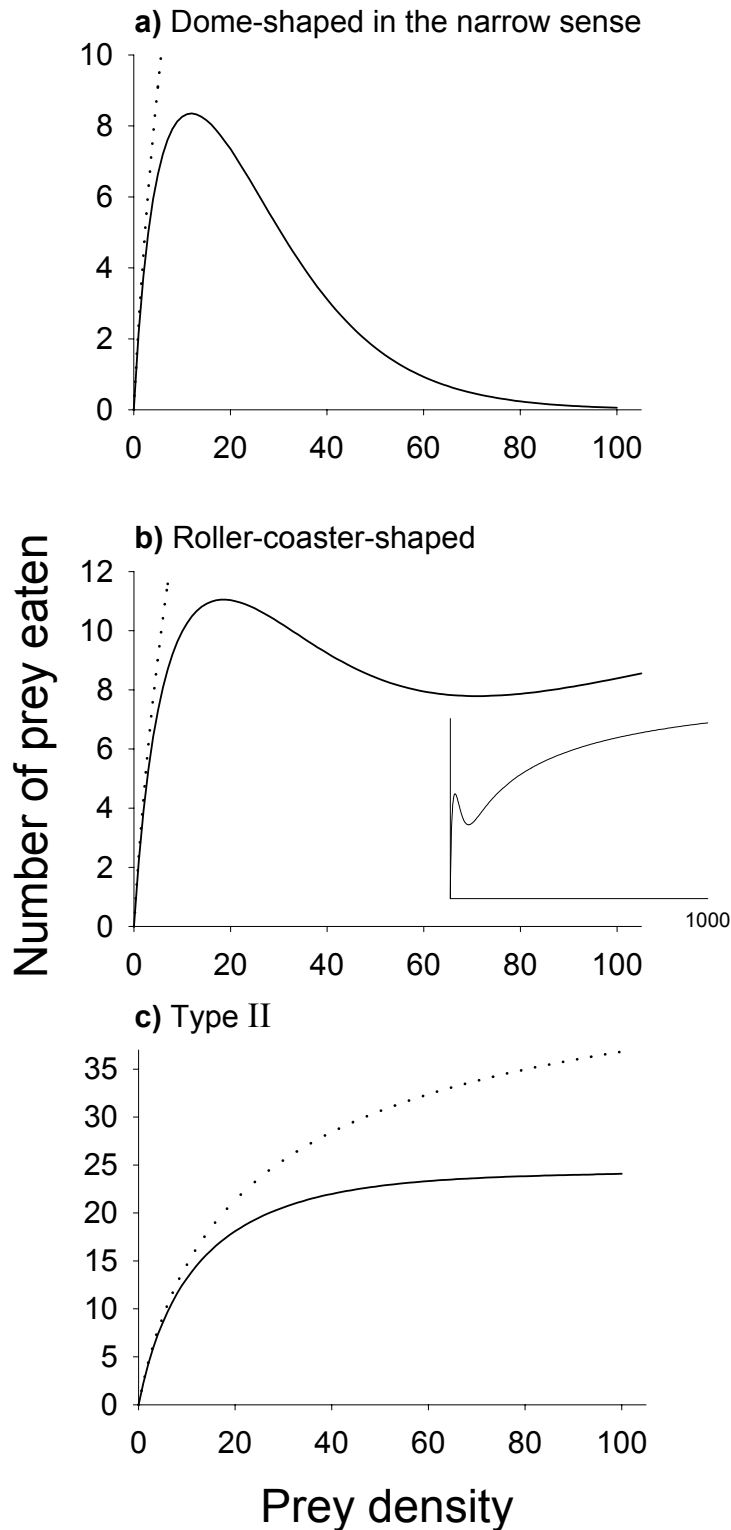 a) Dome-shaped in the narrow sense
10
8
6
4
2
0
0 20 40 60 80 100
Number of prey eaten
b) Roller-coaster-shaped
12
10
8
6
4
2
0
1000
0 20 40 60 80 100
c) Type II
35
30
25
20
15
10
5
0
0 20 40 60 80 100
Prey density